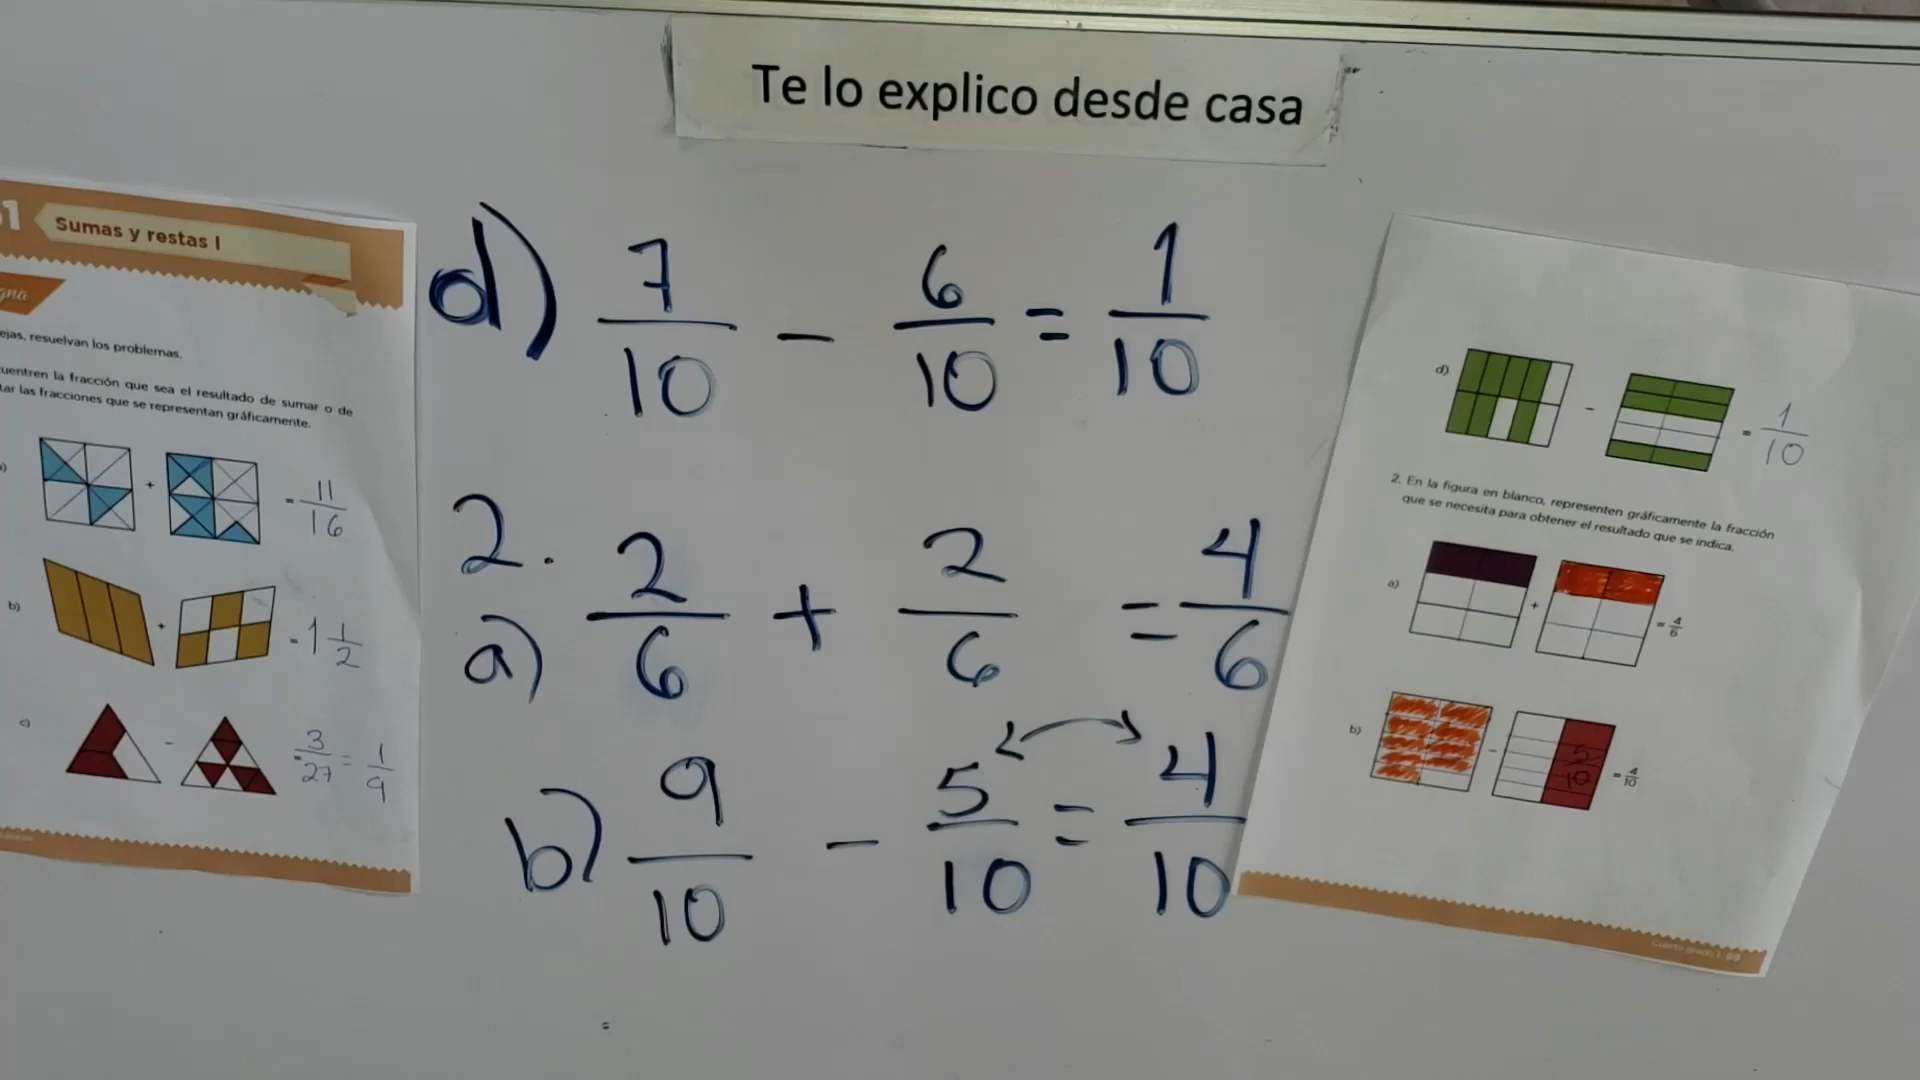 Te lo explico desde casa
Sumas y restas I
resuelvan los problemas.
la fracción que sea el resultado de sumar o de
las fracciones que se representan gráficamente.
+ = 11/16
b) + = 1 1/2
- = 3/27 = 1/9
d) 7/10 - 6/10 = 1/10
2.
a) 2/6 + 2/6 = 4/6
b) 9/10 - 5/10 = 4/10
d) - = 1/10
2. En la figura en blanco, representen gráficamente la fracción
que se necesita para obtener el resultado que se indica.
a) + = 4/6
b) - 5/10 = 4/10
Cuarto grado |